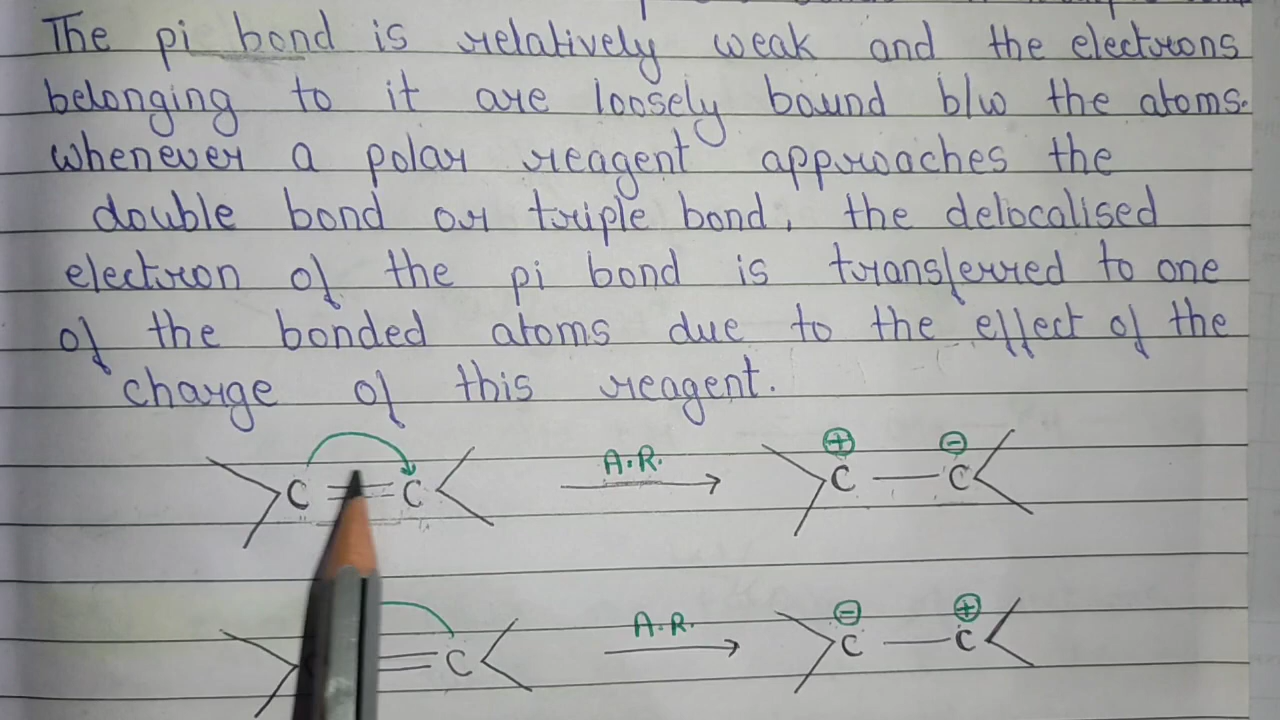 The pi bond is relatively weak and the electrons
belonging to it are loosely bound b/w the atoms.
whenever a polar reagent approaches the
double bond or triple bond, the delocalised
electron of the pi bond is transferred to one
of the bonded atoms due to the effect of the
charge of this reagent.
C = C A.R. ⊕ C — ⊖ C
= C A.R. ⊖ C — ⊕ C